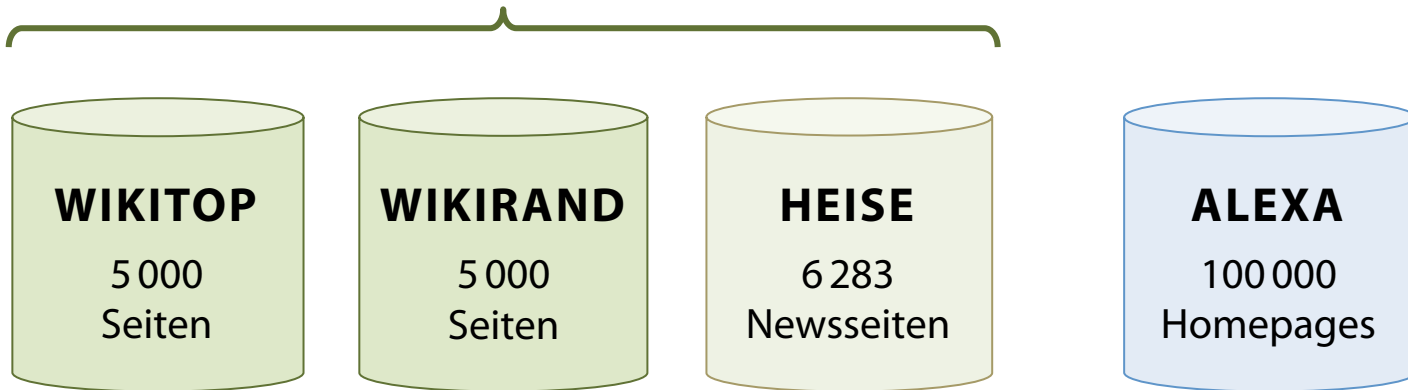 WIKITOP
5 000
Seiten
WIKIRAND
5 000
Seiten
HEISE
6 283
Newsseiten
ALEXA
100 000
Homepages